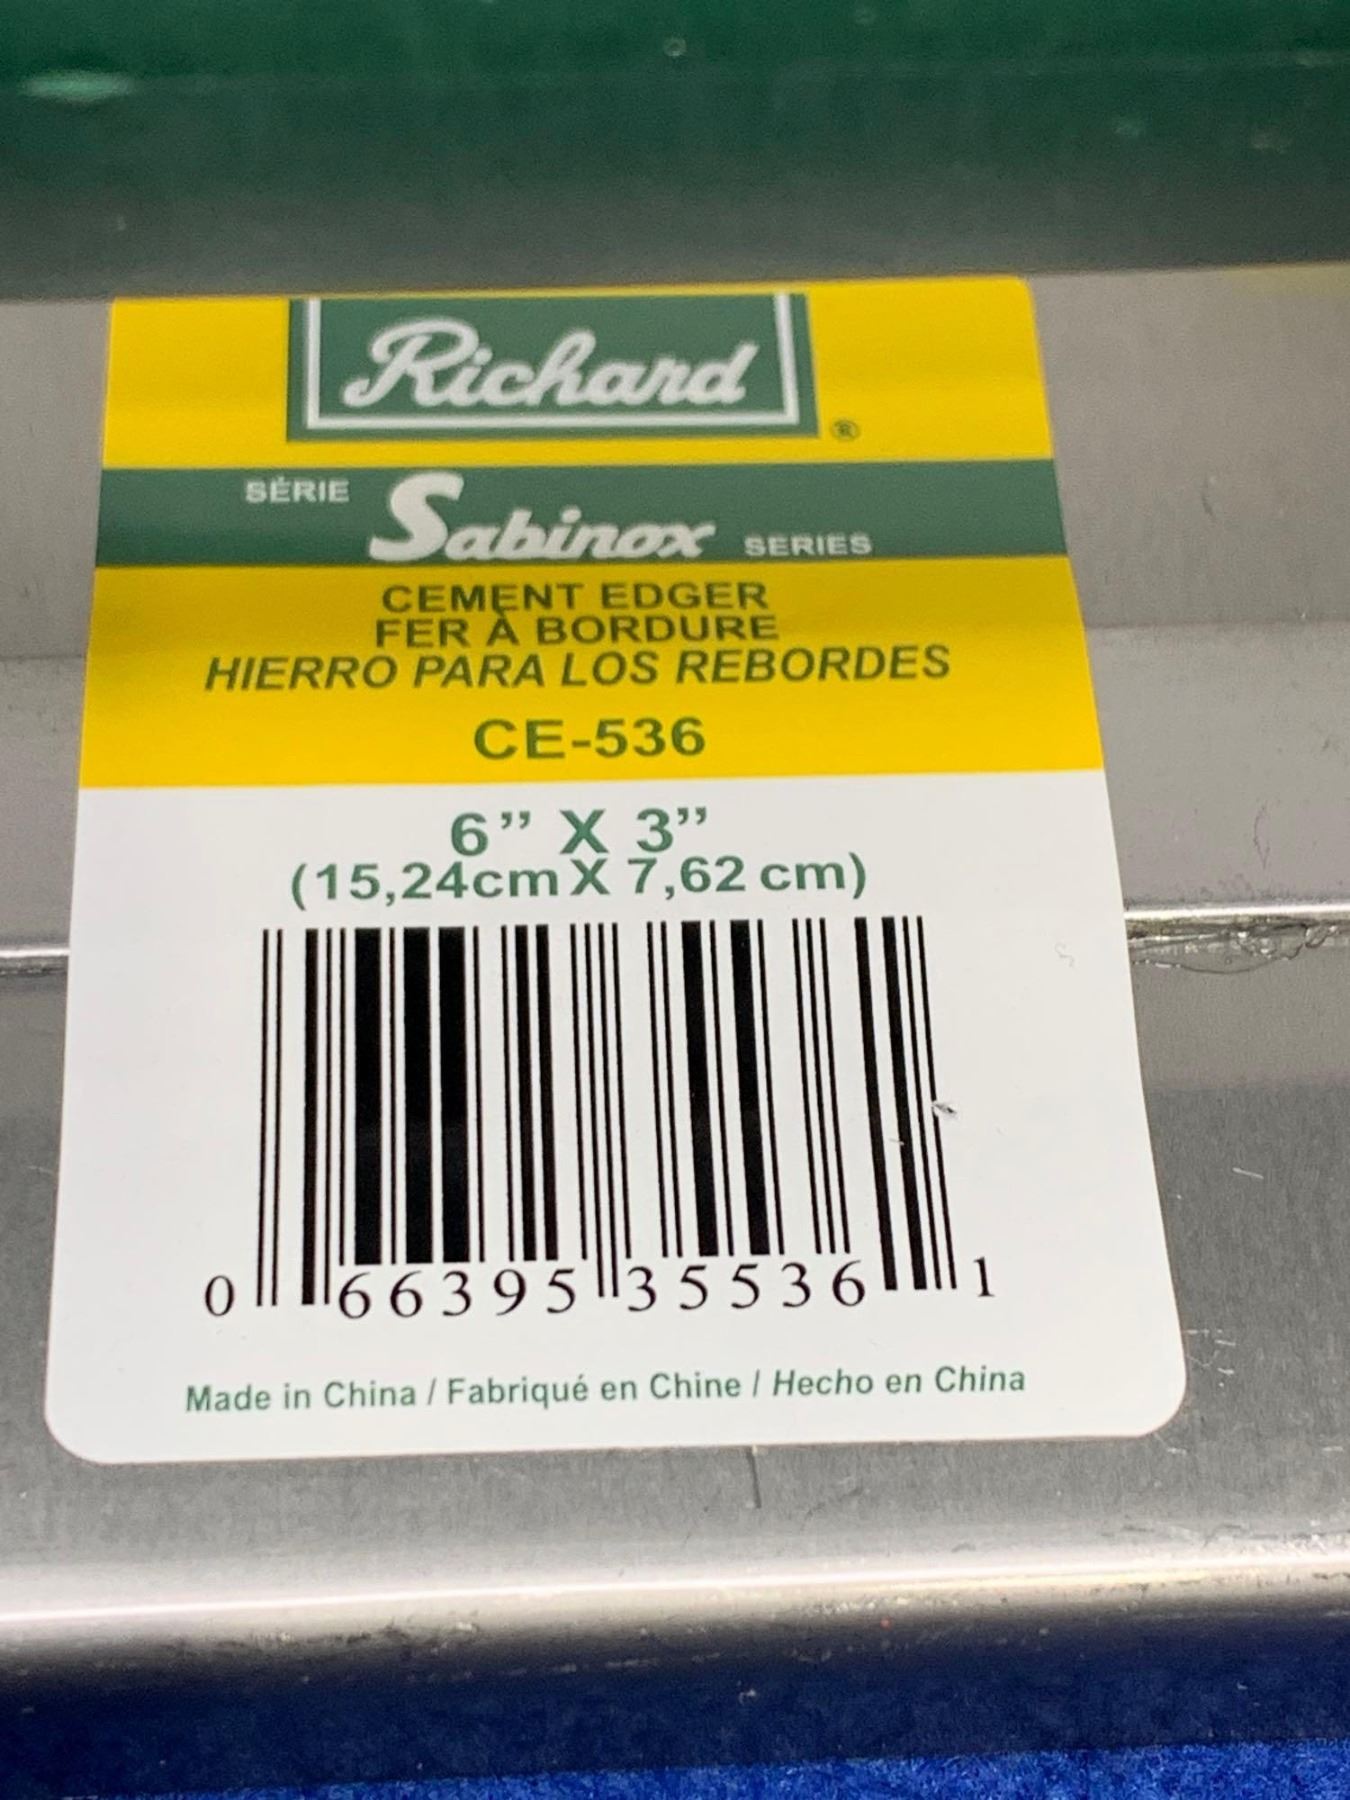 Richard ®
SÉRIE Sabinox SERIES
CEMENT EDGER
FER À BORDURE
HIERRO PARA LOS REBORDES
CE-536
6” X 3”
(15,24cm X 7,62 cm)
0 66395 35536 1
Made in China / Fabriqué en Chine / Hecho en China